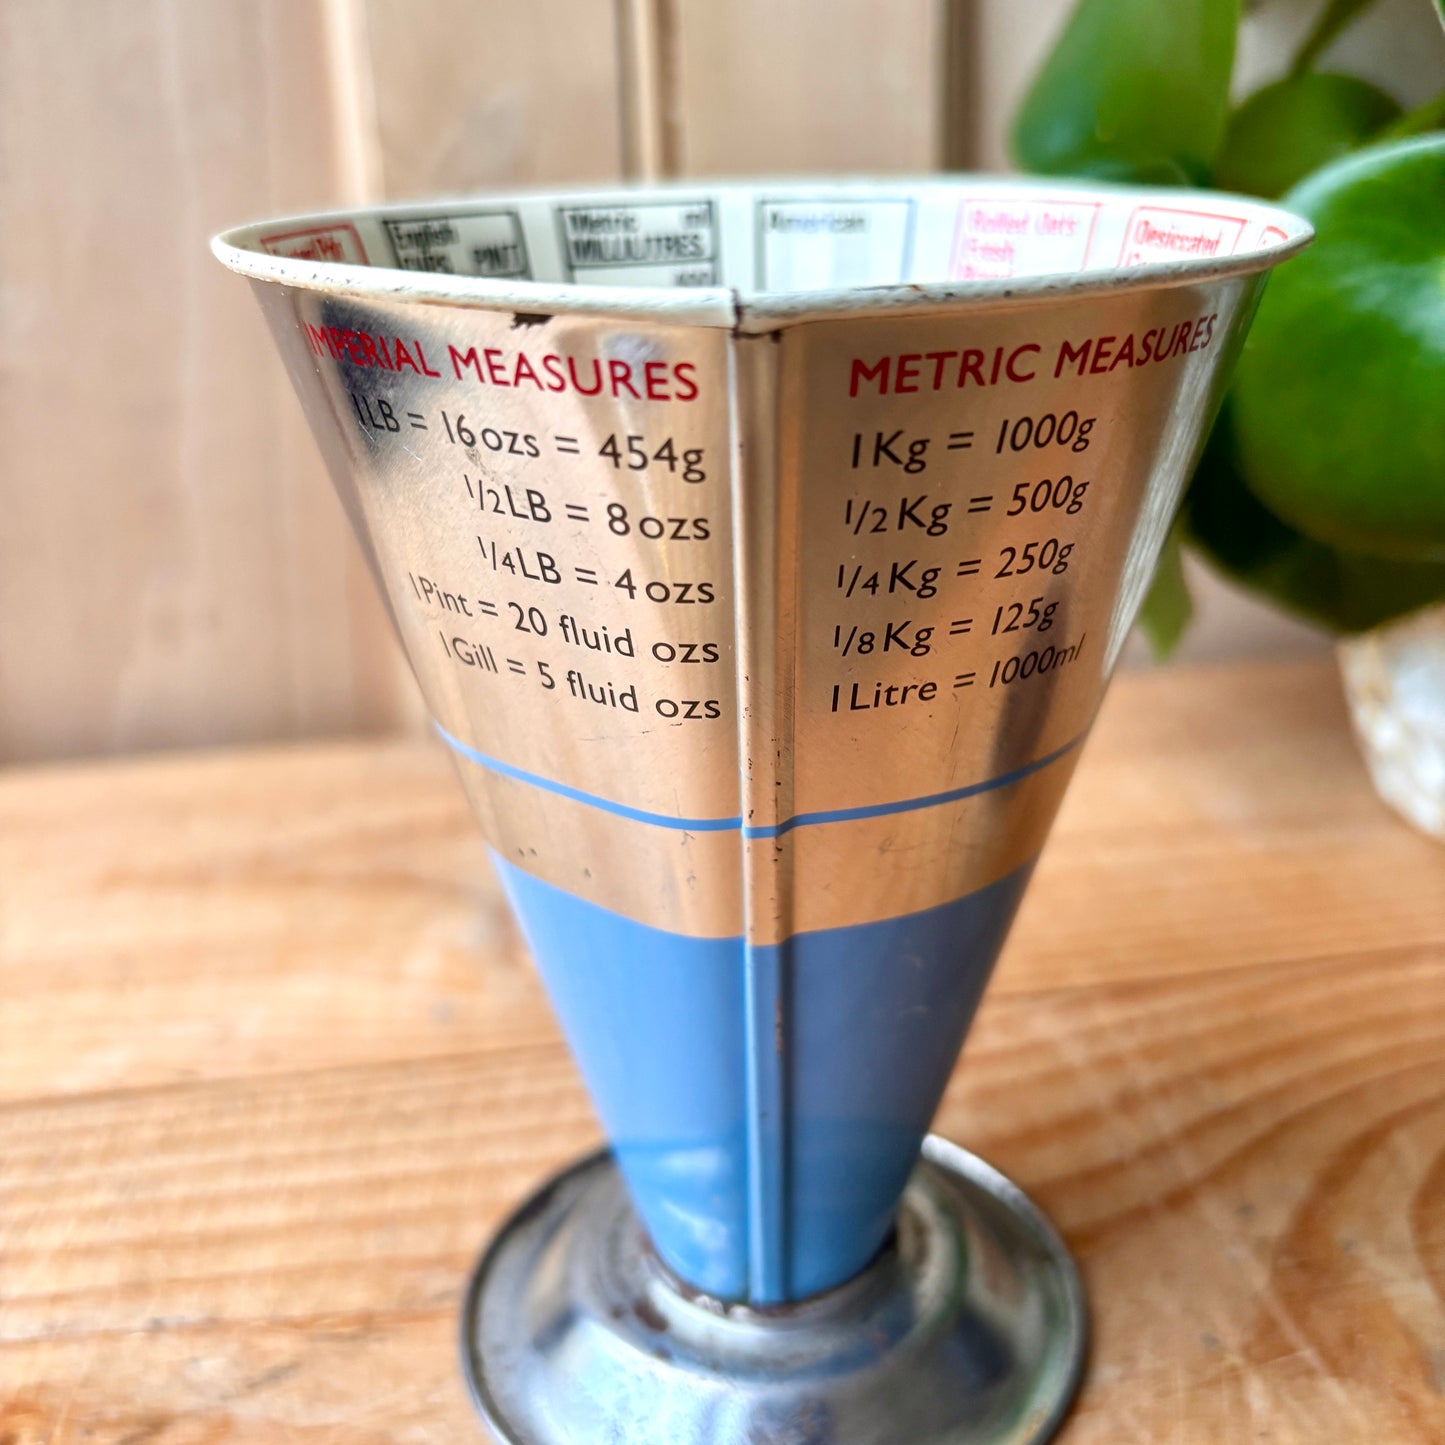 English
PINT
Metric ml
MILLILITRES
American
Rolled Oats
Fresh
Desiccated
IMPERIAL MEASURES
1LB = 16ozs = 454g
1/2LB = 8ozs
1/4LB = 4ozs
1Pint = 20 fluid ozs
1Gill = 5 fluid ozs
METRIC MEASURES
1Kg = 1000g
1/2Kg = 500g
1/4Kg = 250g
1/8Kg = 125g
1Litre = 1000ml